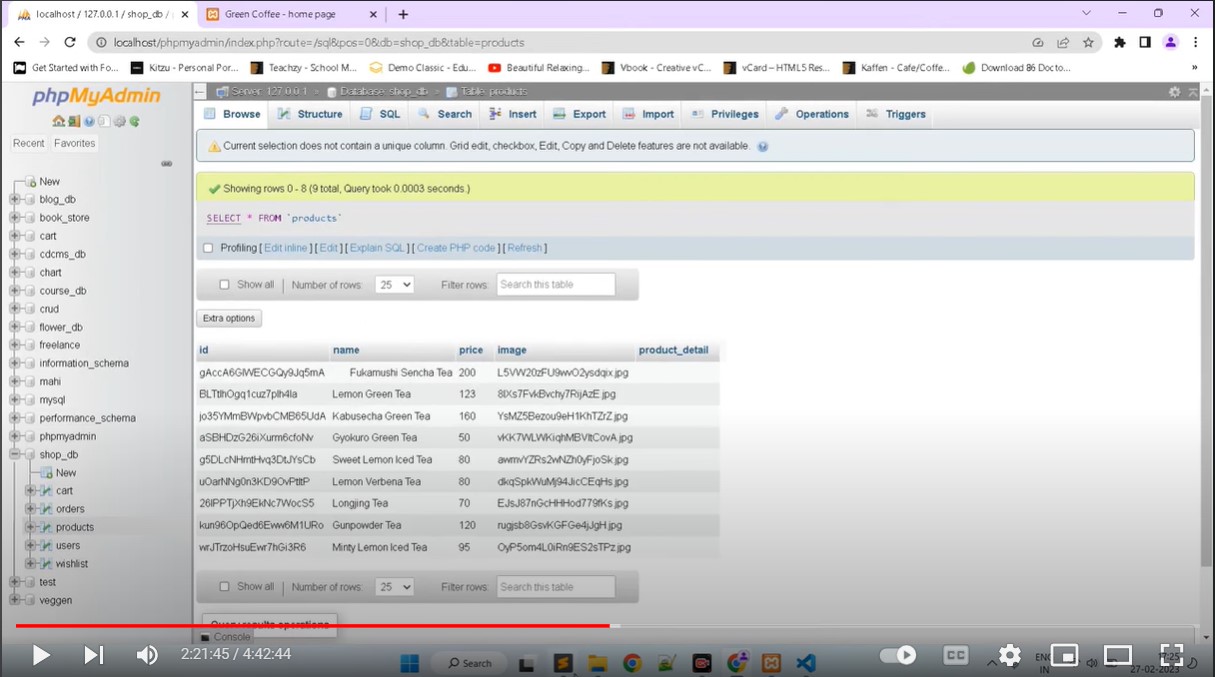 localhost / 127.0.0.1 / shop_db / p
Green Coffee - home page
localhost/phpmyadmin/index.php?route=/sql&pos=0&db=shop_db&table=products
Get Started with Fo... Kitzu - Personal Por... Teachzy - School M... Demo Classic - Edu... Beautiful Relaxing... Vbook - Creative vC... vCard – HTML5 Res... Kaffen - Cafe/Coffe... Download 86 Docto... »
phpMyAdmin
Recent Favorites
New
blog_db
book_store
cart
cdcms_db
chart
course_db
crud
flower_db
freelance
information_schema
mahi
mysql
performance_schema
phpmyadmin
shop_db
New
cart
orders
products
users
wishlist
test
veggen
Server: 127.0.0.1 » Database: shop_db » Table: products
Browse Structure SQL Search Insert Export Import Privileges Operations Triggers
Current selection does not contain a unique column. Grid edit, checkbox, Edit, Copy and Delete features are not available.
Showing rows 0 - 8 (9 total, Query took 0.0003 seconds.)
SELECT * FROM `products`
Profiling [ Edit inline ] [ Edit ] [ Explain SQL ] [ Create PHP code ] [ Refresh ]
Show all | Number of rows: 25 Filter rows: Search this table
Extra options
id name price image product_detail
gAccA6GlWECGQy9Jq5mA Fukamushi Sencha Tea 200 L5VW20zFU9wvO2ysdqix.jpg
BLTtlhOgq1cuz7plh4la Lemon Green Tea 123 8lXs7FvkBvchy7RijAzE.jpg
jo35YMmBWpvbCMB65UdA Kabusecha Green Tea 160 YsMZ5Bezou9eH1KhTZrZ.jpg
aSBHDzG26iXurm6cfoNv Gyokuro Green Tea 50 vKK7WLWKiqhMBVltCovA.jpg
g5DLcNHmtHvq3DtJYsCb Sweet Lemon Iced Tea 80 awmvYZRs2wNZh0yFjoSk.jpg
uOarNNg0n3KD9OvPtltP Lemon Verbena Tea 80 dkqSpkWuMj94JicCEqHs.jpg
26lPPTjXh9EkNc7WocS5 Longjing Tea 70 EJsJ87nGcHHHod779fKs.jpg
kun96OpQed6Eww6M1URo Gunpowder Tea 120 rugjsb8GsvKGFGe4jJgH.jpg
wrJTrzoHsuEwr7hGi3R6 Minty Lemon Iced Tea 95 OyP5om4L0iRn9ES2sTPz.jpg
Show all | Number of rows: 25 Filter rows: Search this table
Query results operations
Console
2:21:45 / 4:42:44
Search
CC
ENG
IN
17:25
27-02-2023